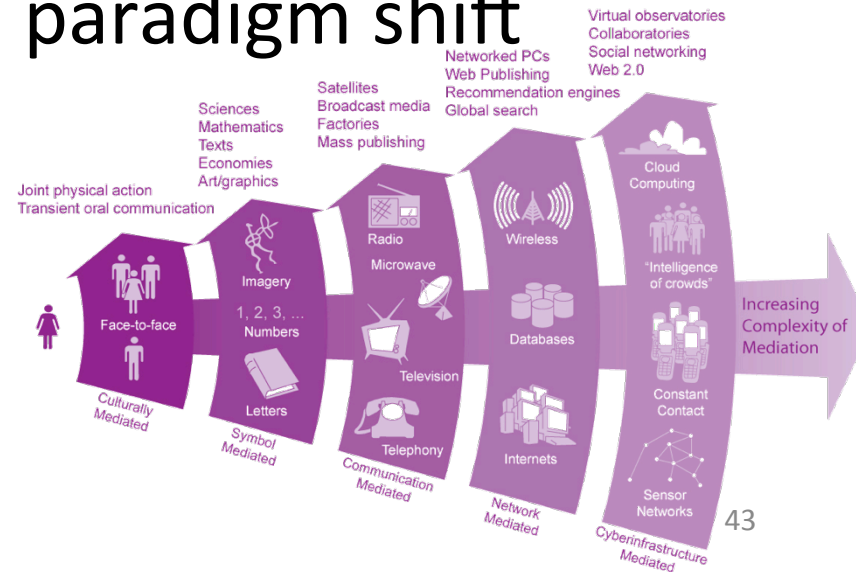 paradigm shift
Joint physical action
Transient oral communication
Face-to-face
Culturally
Mediated
Sciences
Mathematics
Texts
Economies
Art/graphics
Imagery
1, 2, 3, ...
Numbers
Letters
Symbol
Mediated
Satellites
Broadcast media
Factories
Mass publishing
Radio
Microwave
Television
Telephony
Communication
Mediated
Networked PCs
Web Publishing
Recommendation engines
Global search
Wireless
Databases
Internets
Network
Mediated
Virtual observatories
Collaboratories
Social networking
Web 2.0
Cloud
Computing
"Intelligence
of crowds"
Constant
Contact
Sensor
Networks
Cyberinfrastructure
Mediated
Increasing
Complexity of
Mediation
43